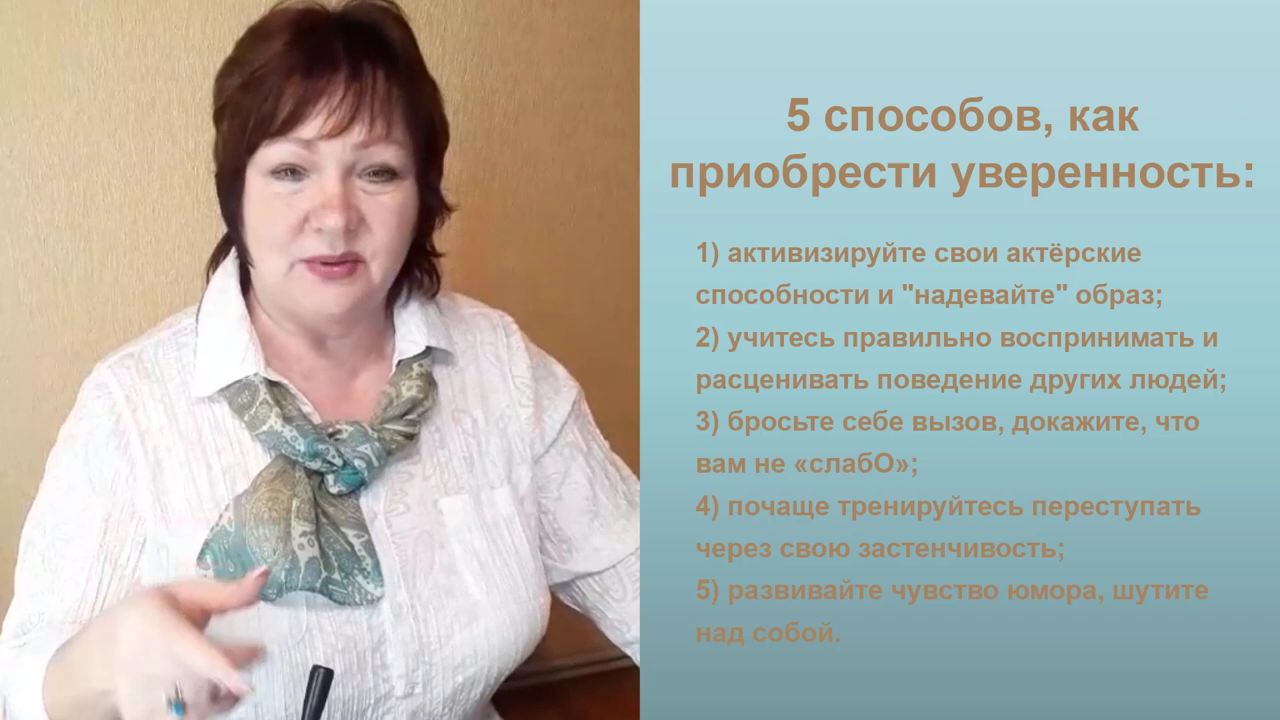 5 способов, как
приобрести уверенность:
1) активизируйте свои актёрские
способности и "надевайте" образ;
2) учитесь правильно воспринимать и
расценивать поведение других людей;
3) бросьте себе вызов, докажите, что
вам не «слабО»;
4) почаще тренируйтесь переступать
через свою застенчивость;
5) развивайте чувство юмора, шутите
над собой.